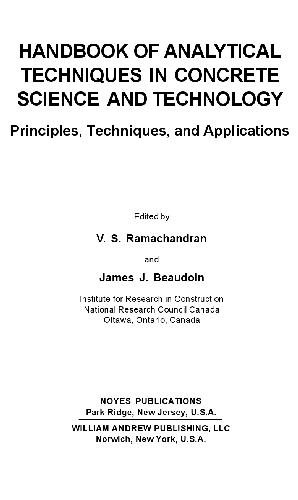 HANDBOOK OF ANALYTICAL
TECHNIQUES IN CONCRETE
SCIENCE AND TECHNOLOGY
Principles, Techniques, and Applications
Edited by
V. S. Ramachandran
and
James J. Beaudoin
Institute for Research in Construction
National Research Council Canada
Ottawa, Ontario, Canada
NOYES PUBLICATIONS
Park Ridge, New Jersey, U.S.A.
WILLIAM ANDREW PUBLISHING, LLC
Norwich, New York, U.S.A.